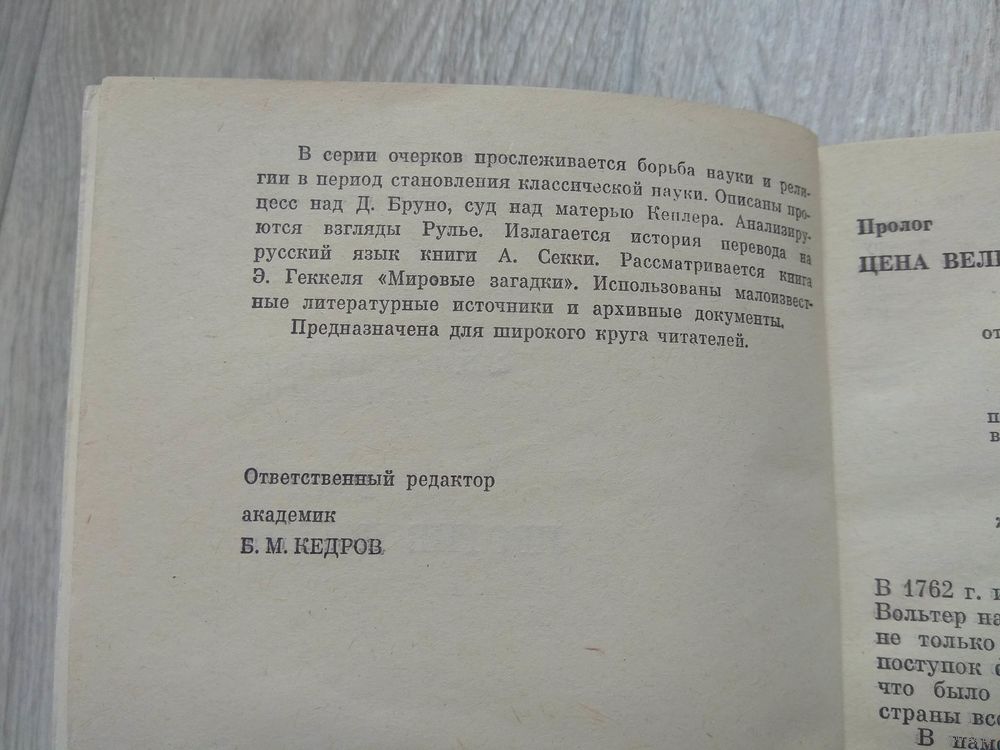 В серии очерков прослеживается борьба науки и рели-
гии в период становления классической науки. Описаны про-
цесс над Д. Бруно, суд над матерью Кеплера. Анализиру-
ются взгляды Рулье. Излагается история перевода на
русский язык книги А. Секки. Рассматривается книга
Э. Геккеля «Мировые загадки». Использованы малоизвест-
ные литературные источники и архивные документы.
Предназначена для широкого круга читателей.
Ответственный редактор
академик
Б. М. КЕДРОВ
Пролог
ЦЕНА ВЕЛИ
от
п
в
В 1762 г. и
Вольтер на
не только
поступок
что было
страны все
В